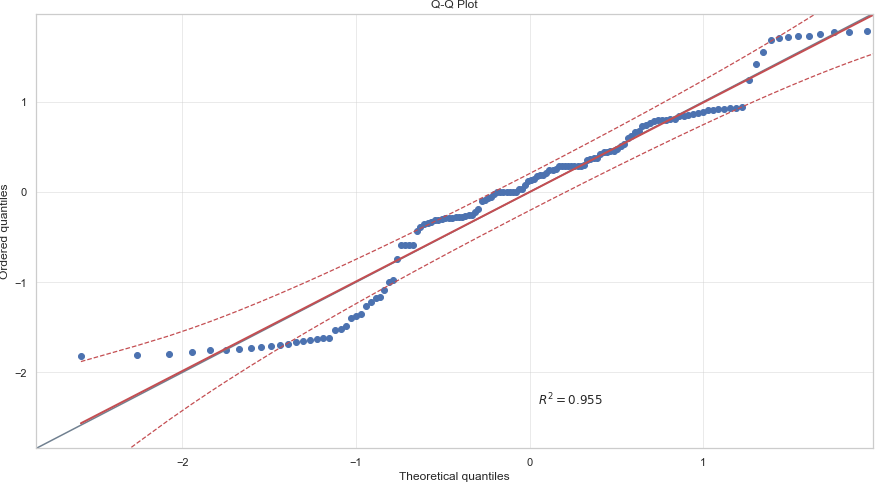 Q-Q Plot
Ordered quantiles
1
0
−1
−2
R² = 0.955
−2
−1
0
1
Theoretical quantiles